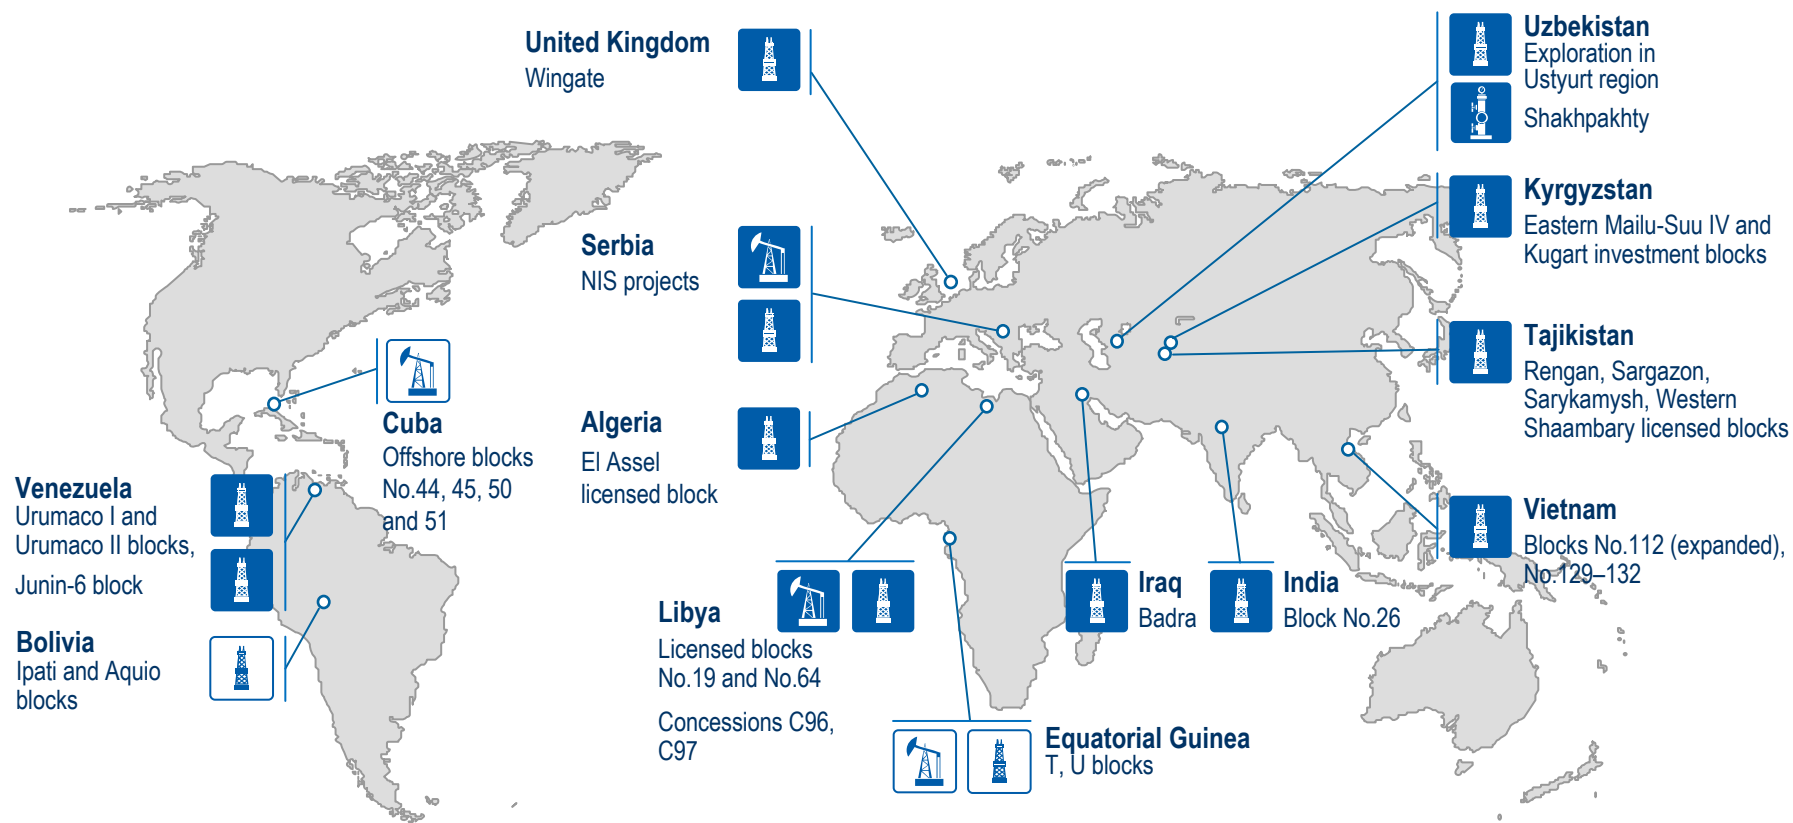 United Kingdom
Wingate
Uzbekistan
Exploration in
Ustyurt region
Shakhpakhty
Kyrgyzstan
Eastern Mailu-Suu IV and
Kugart investment blocks
Serbia
NIS projects
Tajikistan
Rengan, Sargazon,
Sarykamysh, Western
Shaambary licensed blocks
Cuba
Offshore blocks
No.44, 45, 50
and 51
Algeria
El Assel
licensed block
Venezuela
Urumaco I and
Urumaco II blocks,
Junin-6 block
Vietnam
Blocks No.112 (expanded),
No.129–132
Bolivia
Ipati and Aquio
blocks
Libya
Licensed blocks
No.19 and No.64
Concessions C96,
C97
Iraq
Badra
India
Block No.26
Equatorial Guinea
T, U blocks